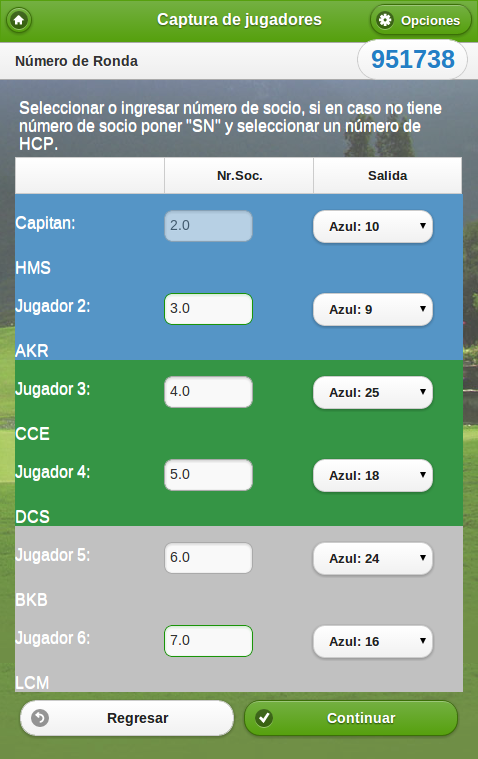 Captura de jugadores
Opciones
Número de Ronda
951738
Seleccionar o ingresar número de socio, si en caso no tiene
número de socio poner "SN" y seleccionar un número de
HCP.
Nr.Soc. Salida
Capitan: 2.0 Azul: 10
HMS
Jugador 2: 3.0 Azul: 9
AKR
Jugador 3: 4.0 Azul: 25
CCE
Jugador 4: 5.0 Azul: 18
DCS
Jugador 5: 6.0 Azul: 24
BKB
Jugador 6: 7.0 Azul: 16
LCM
Regresar Continuar